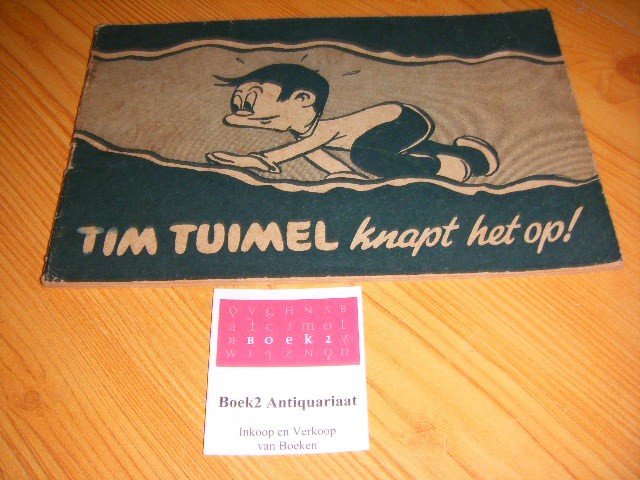 TIM TUIMEL knapt het op!
BOEK2
Boek2 Antiquariaat
Inkoop en Verkoop
van Boeken